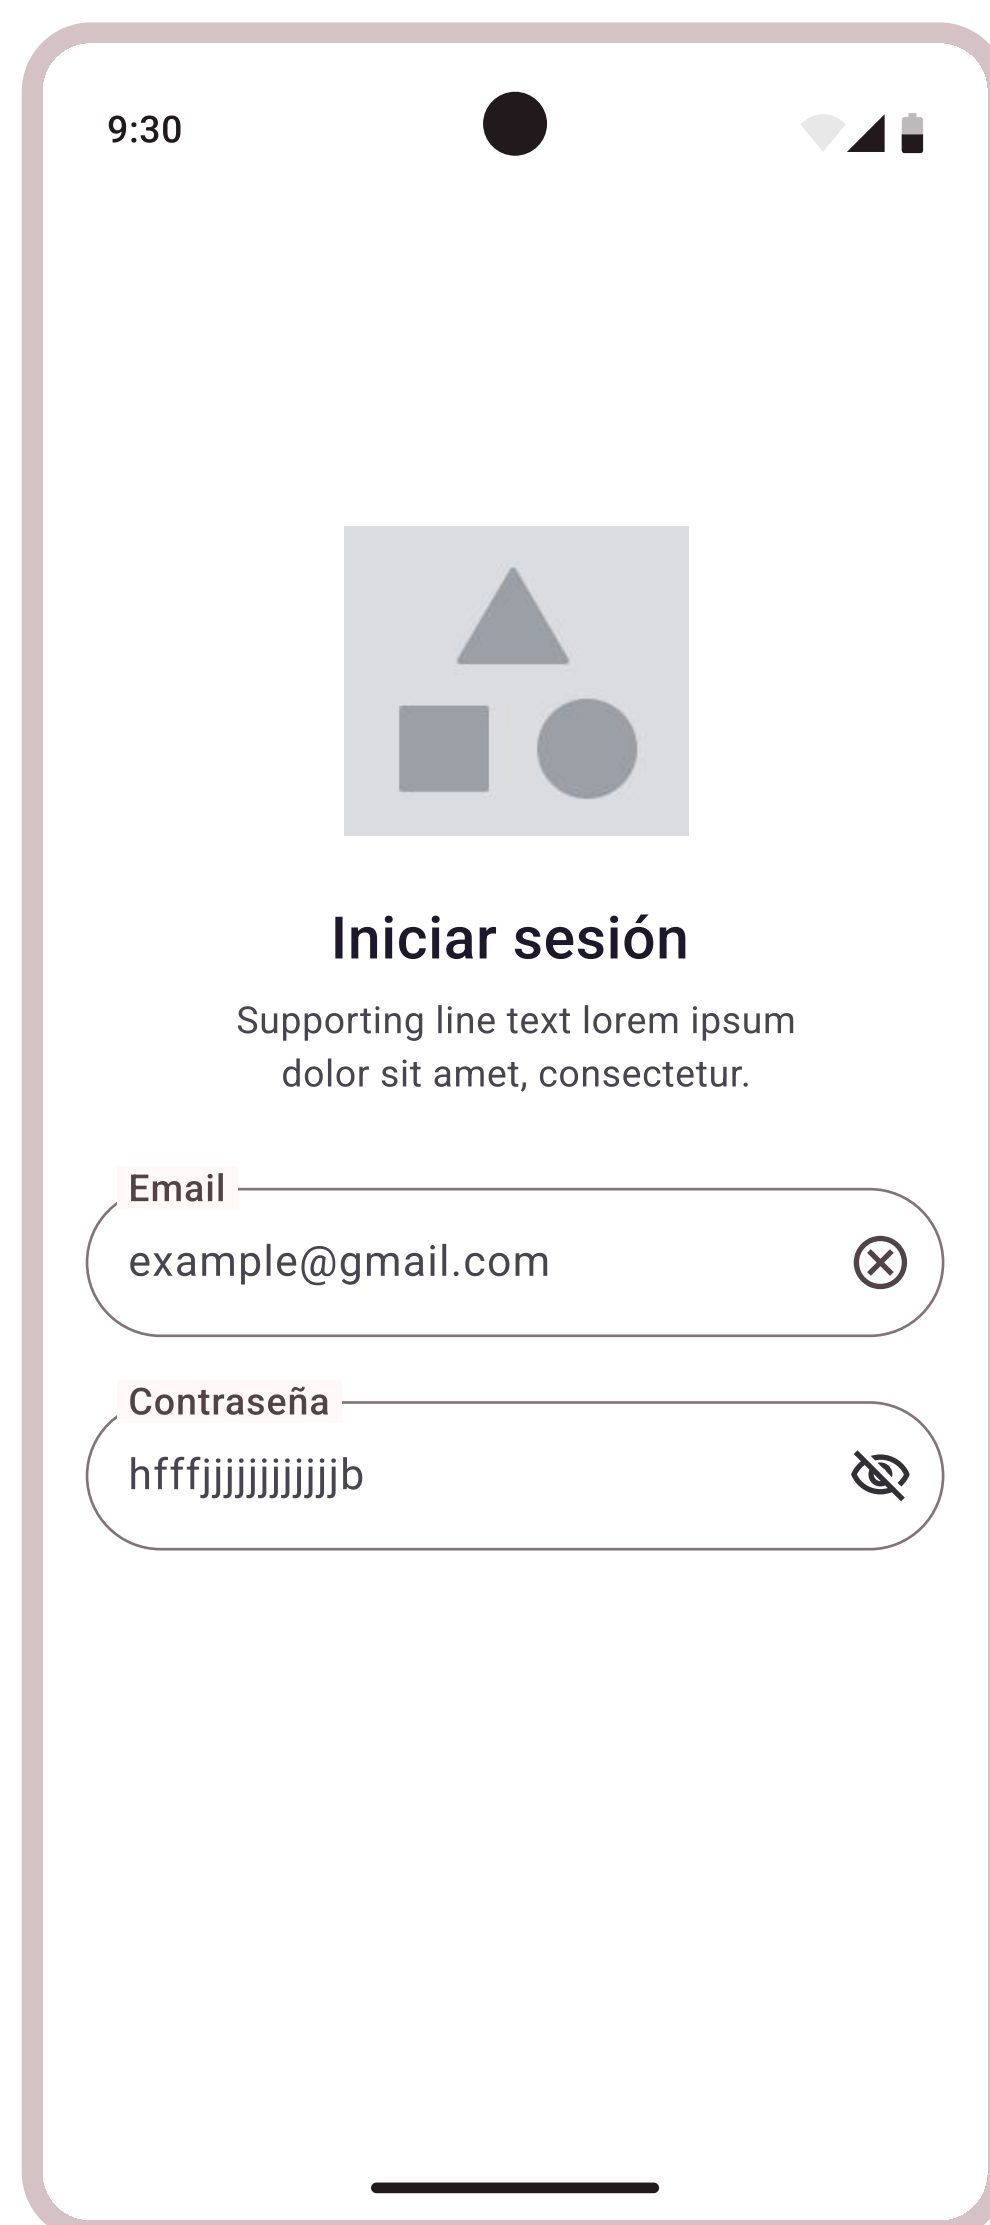 9:30
Iniciar sesión
Supporting line text lorem ipsum
dolor sit amet, consectetur.
Email
example@gmail.com
Contraseña
hfffjjjjjjjjjjjjb